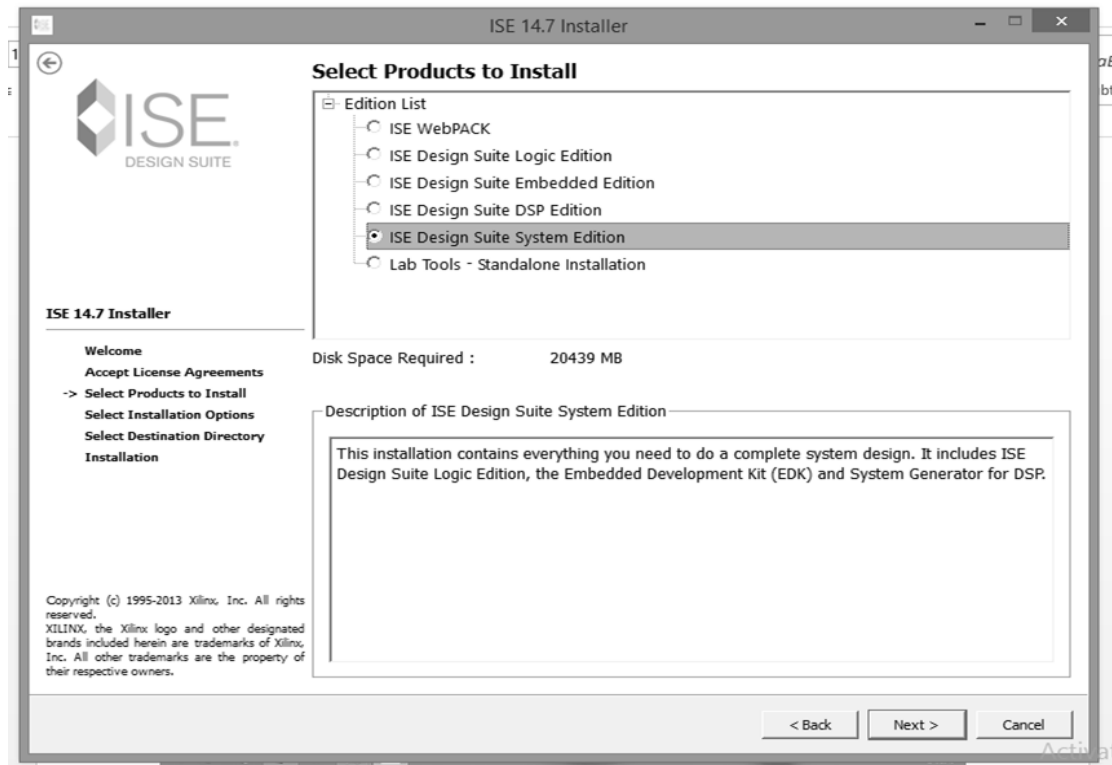 ISE 14.7 Installer
ISE.
DESIGN SUITE
ISE 14.7 Installer
Welcome
Accept License Agreements
-> Select Products to Install
Select Installation Options
Select Destination Directory
Installation
Copyright (c) 1995-2013 Xilinx, Inc. All rights
reserved.
XILINX, the Xilinx logo and other designated
brands included herein are trademarks of Xilinx,
Inc. All other trademarks are the property of
their respective owners.
Select Products to Install
Edition List
ISE WebPACK
ISE Design Suite Logic Edition
ISE Design Suite Embedded Edition
ISE Design Suite DSP Edition
ISE Design Suite System Edition
Lab Tools - Standalone Installation
Disk Space Required : 20439 MB
Description of ISE Design Suite System Edition
This installation contains everything you need to do a complete system design. It includes ISE
Design Suite Logic Edition, the Embedded Development Kit (EDK) and System Generator for DSP.
< Back Next > Cancel